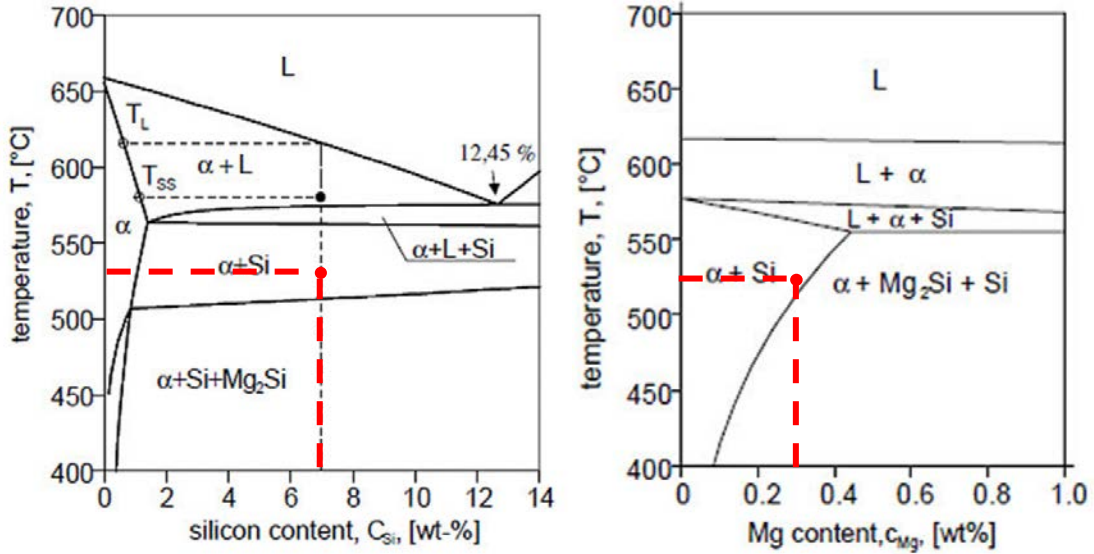 temperature, T, [°C]
700
650
600
550
500
450
400
L
T_L
α + L
T_SS
12,45 %
α
α+L+Si
α+Si
α+Si+Mg₂Si
0 2 4 6 8 10 12 14
silicon content, C_Si, [wt-%]
temperature, T, [°C]
700
650
600
550
500
450
400
L
L + α
L + α + Si
α + Si
α + Mg₂Si + Si
0 0.2 0.4 0.6 0.8 1.0
Mg content,c_Mg, [wt%]